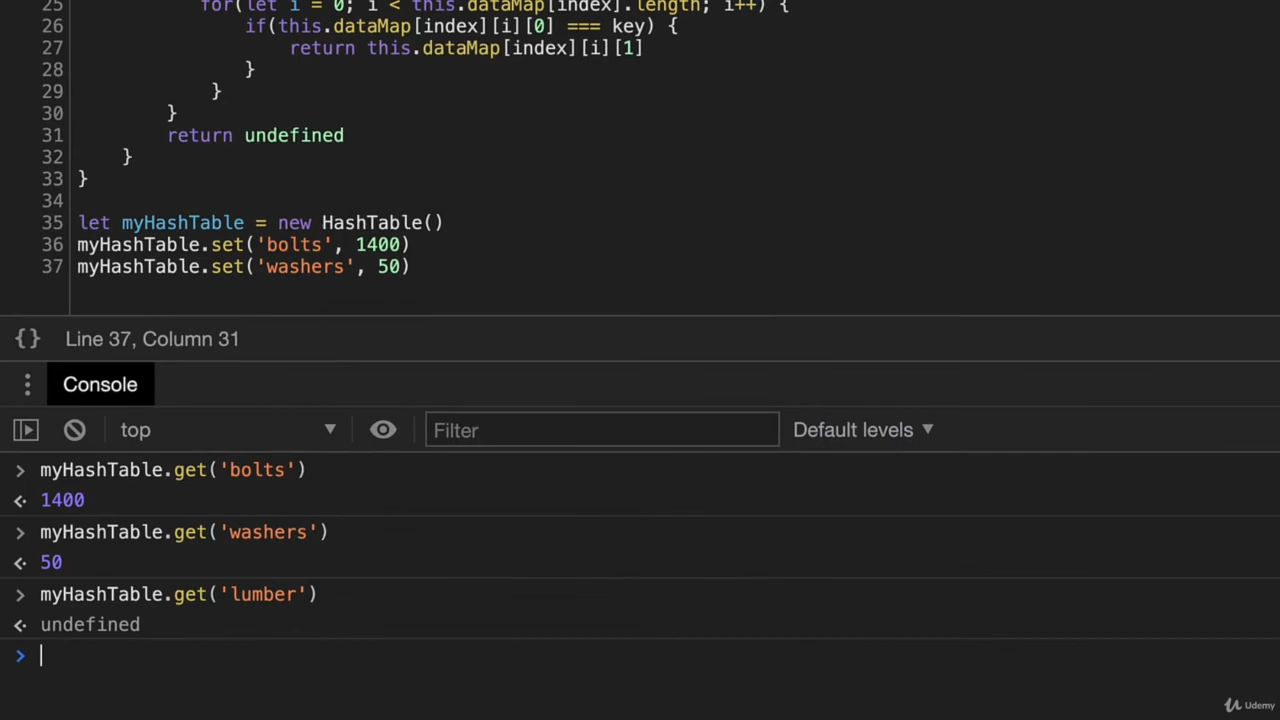 25 for(let i = 0; i < this.dataMap[index].length; i++) {
26 if(this.dataMap[index][i][0] === key) {
27 return this.dataMap[index][i][1]
28 }
29 }
30 }
31 return undefined
32 }
33 }
34
35 let myHashTable = new HashTable()
36 myHashTable.set('bolts', 1400)
37 myHashTable.set('washers', 50)
{} Line 37, Column 31
Console
top Filter Default levels
> myHashTable.get('bolts')
1400
> myHashTable.get('washers')
50
> myHashTable.get('lumber')
undefined
>
Udemy